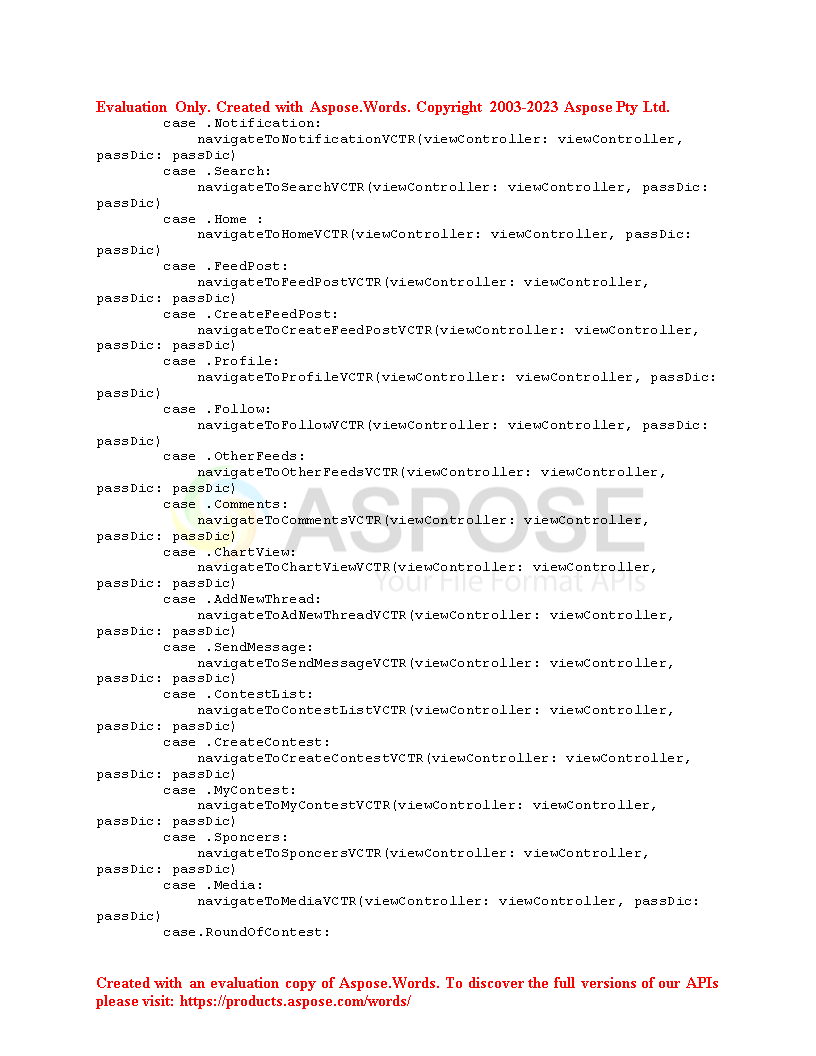 Evaluation Only. Created with Aspose.Words. Copyright 2003-2023 Aspose Pty Ltd.
        case .Notification:
            navigateToNotificationVCTR(viewController: viewController,
passDic: passDic)
        case .Search:
            navigateToSearchVCTR(viewController: viewController, passDic:
passDic)
        case .Home :
            navigateToHomeVCTR(viewController: viewController, passDic:
passDic)
        case .FeedPost:
            navigateToFeedPostVCTR(viewController: viewController,
passDic: passDic)
        case .CreateFeedPost:
            navigateToCreateFeedPostVCTR(viewController: viewController,
passDic: passDic)
        case .Profile:
            navigateToProfileVCTR(viewController: viewController, passDic:
passDic)
        case .Follow:
            navigateToFollowVCTR(viewController: viewController, passDic:
passDic)
        case .OtherFeeds:
            navigateToOtherFeedsVCTR(viewController: viewController,
passDic: passDic)
        case .Comments:
            navigateToCommentsVCTR(viewController: viewController,
passDic: passDic)
ASPOSE
        case .ChartView:
            navigateToChartViewVCTR(viewController: viewController,
passDic: passDic)
Your File Format APIs
        case .AddNewThread:
            navigateToAdNewThreadVCTR(viewController: viewController,
passDic: passDic)
        case .SendMessage:
            navigateToSendMessageVCTR(viewController: viewController,
passDic: passDic)
        case .ContestList:
            navigateToContestListVCTR(viewController: viewController,
passDic: passDic)
        case .CreateContest:
            navigateToCreateContestVCTR(viewController: viewController,
passDic: passDic)
        case .MyContest:
            navigateToMyContestVCTR(viewController: viewController,
passDic: passDic)
        case .Sponcers:
            navigateToSponcersVCTR(viewController: viewController,
passDic: passDic)
        case .Media:
            navigateToMediaVCTR(viewController: viewController, passDic:
passDic)
        case.RoundOfContest:
Created with an evaluation copy of Aspose.Words. To discover the full versions of our APIs
please visit: https://products.aspose.com/words/